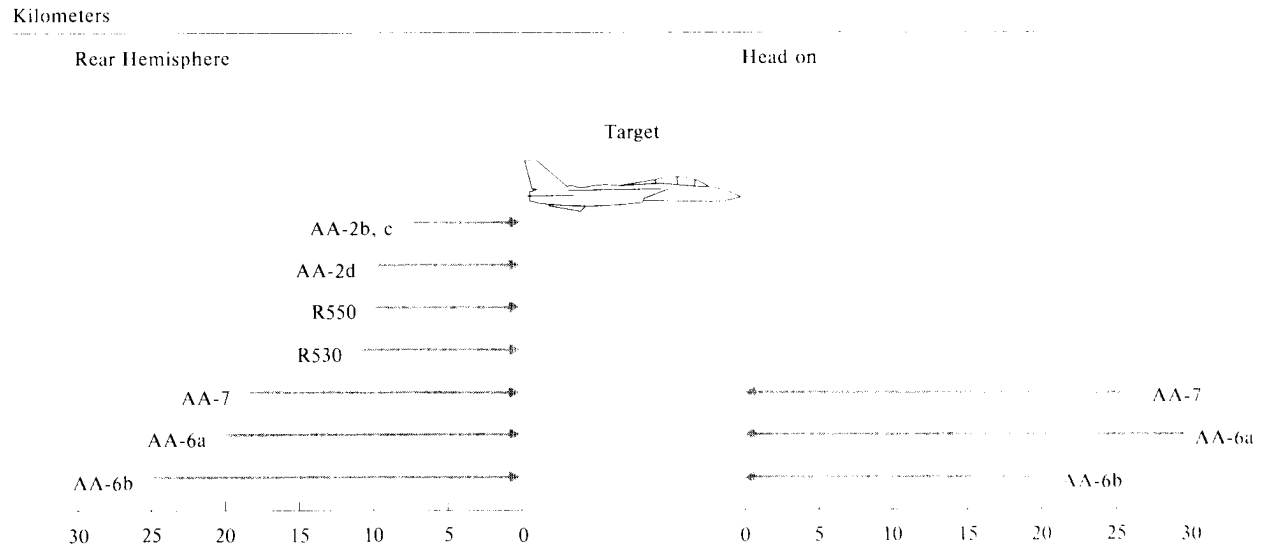 Kilometers
Rear Hemisphere
Head on
Target
AA-2b, c
AA-2d
R550
R530
AA-7 AA-7
AA-6a AA-6a
AA-6b AA-6b
30 25 20 15 10 5 0 0 5 10 15 20 25 30